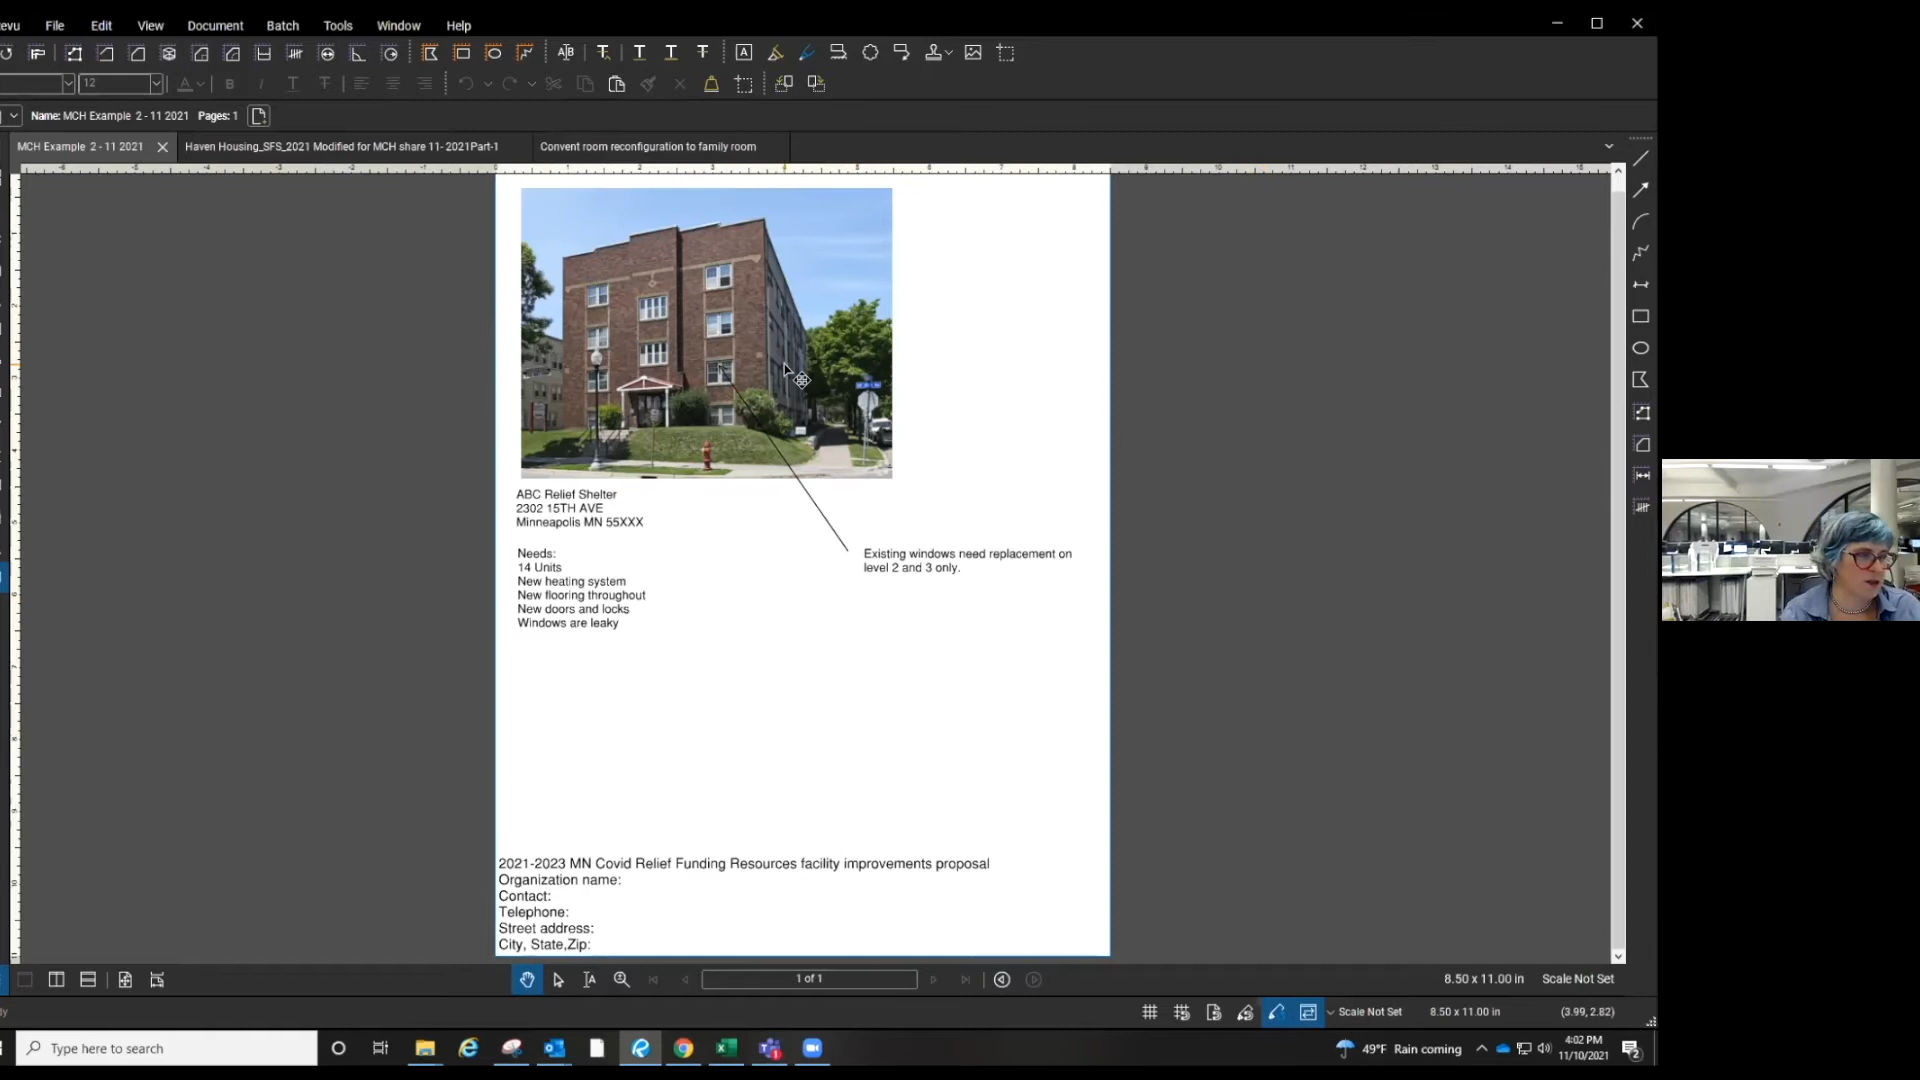 evu File Edit View Document Batch Tools Window Help
12
Name: MCH Example 2 - 11 2021 Pages: 1
MCH Example 2 - 11 2021
Haven Housing_SFS_2021 Modified for MCH share 11- 2021Part-1
Convent room reconfiguration to family room
ABC Relief Shelter
2302 15TH AVE
Minneapolis MN 55XXX
Needs:
14 Units
New heating system
New flooring throughout
New doors and locks
Windows are leaky
Existing windows need replacement on
level 2 and 3 only.
2021-2023 MN Covid Relief Funding Resources facility improvements proposal
Organization name:
Contact:
Telephone:
Street address:
City, State,Zip:
1 of 1
8.50 x 11.00 in Scale Not Set
Scale Not Set 8.50 x 11.00 in (3.99, 2.82)
Type here to search
49°F Rain coming
4:02 PM
11/10/2021